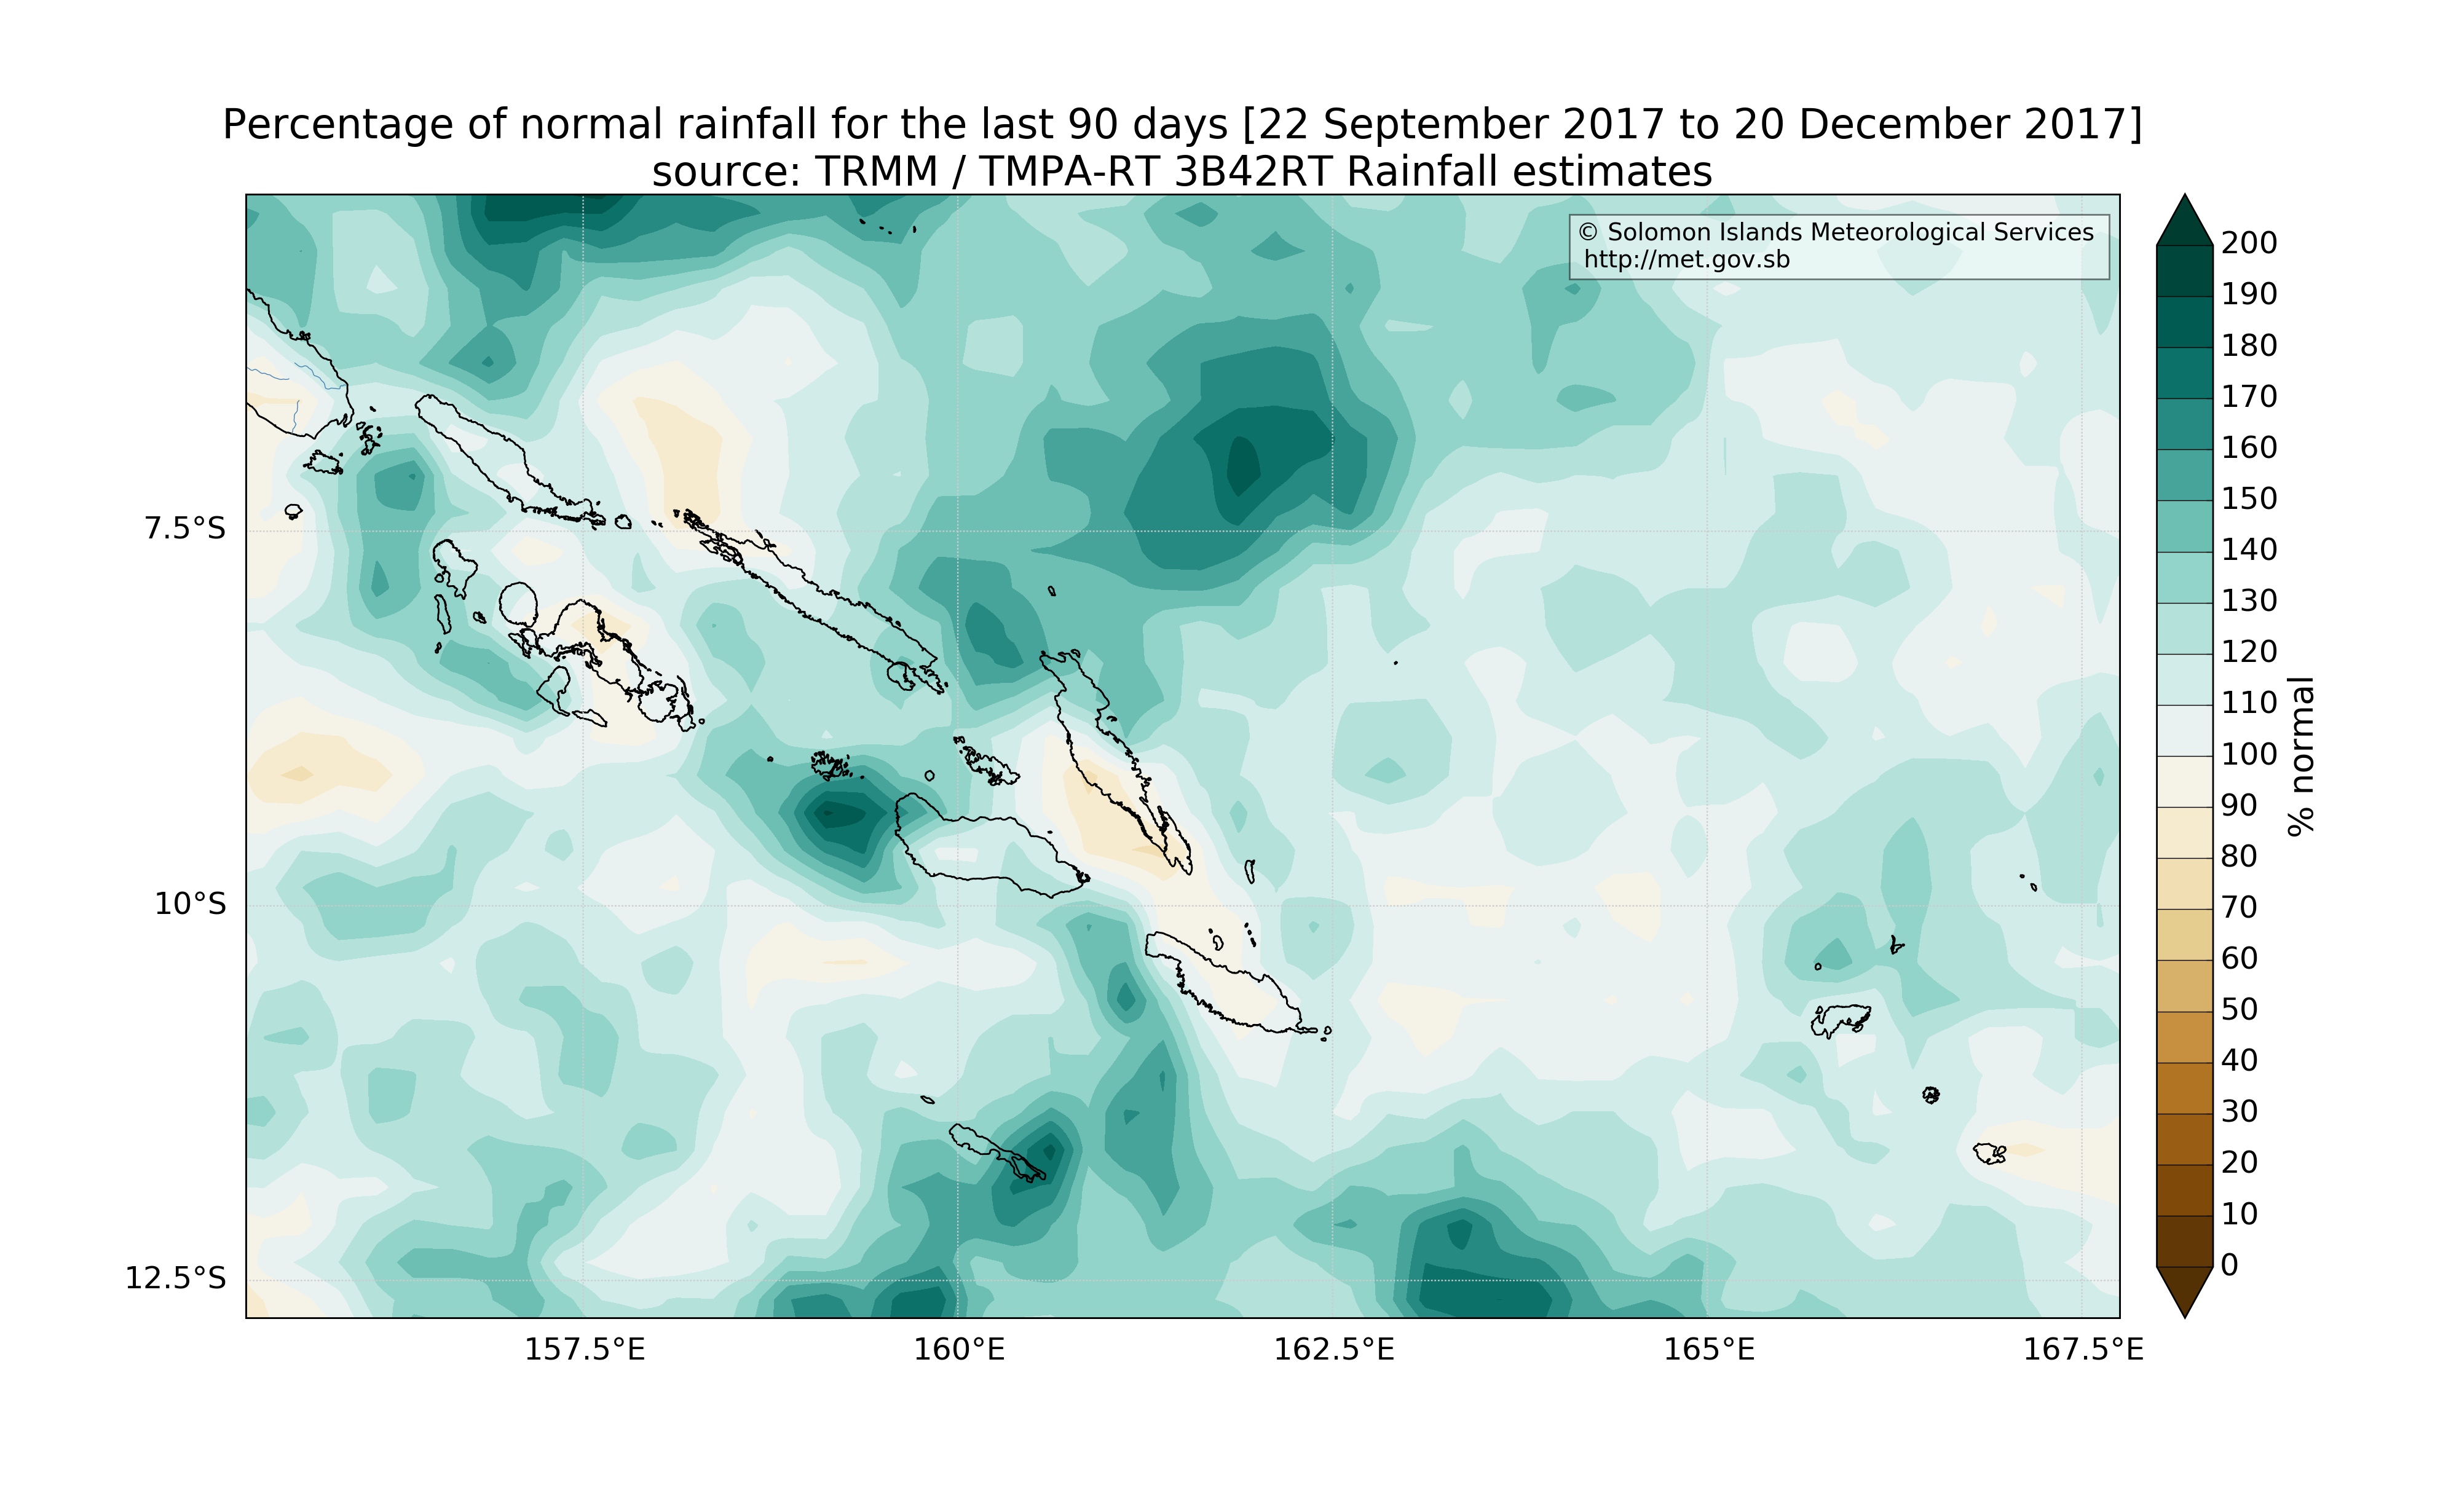 Percentage of normal rainfall for the last 90 days [22 September 2017 to 20 December 2017]
source: TRMM / TMPA-RT 3B42RT Rainfall estimates
© Solomon Islands Meteorological Services
http://met.gov.sb
7.5°S
10°S
12.5°S
157.5°E
160°E
162.5°E
165°E
167.5°E
200
190
180
170
160
150
140
130
120
110
100
90
80
70
60
50
40
30
20
10
0
% normal